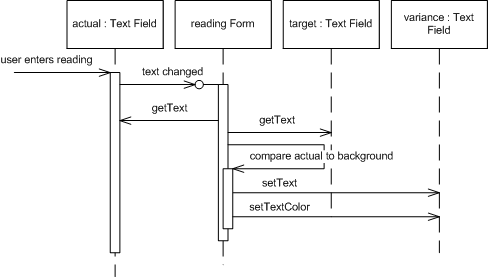 actual : Text Field
reading Form
target : Text Field
variance : Text
Field
user enters reading
text changed
getText
getText
compare actual to background
setText
setTextColor